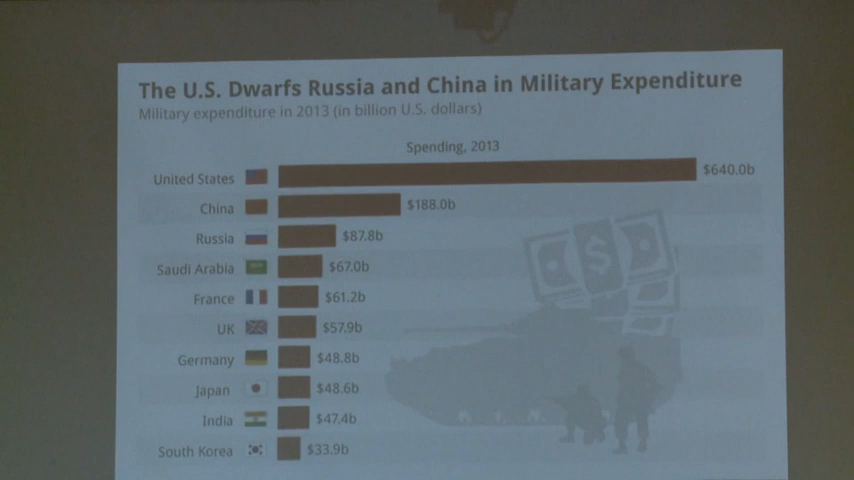 The U.S. Dwarfs Russia and China in Military Expenditure
Military expenditure in 2013 (in billion U.S. dollars)
Spending, 2013
United States $640.0b
China $188.0b
Russia $87.8b
Saudi Arabia $67.0b
France $61.2b
UK $57.9b
Germany $48.8b
Japan $48.6b
India $47.4b
South Korea $33.9b
$